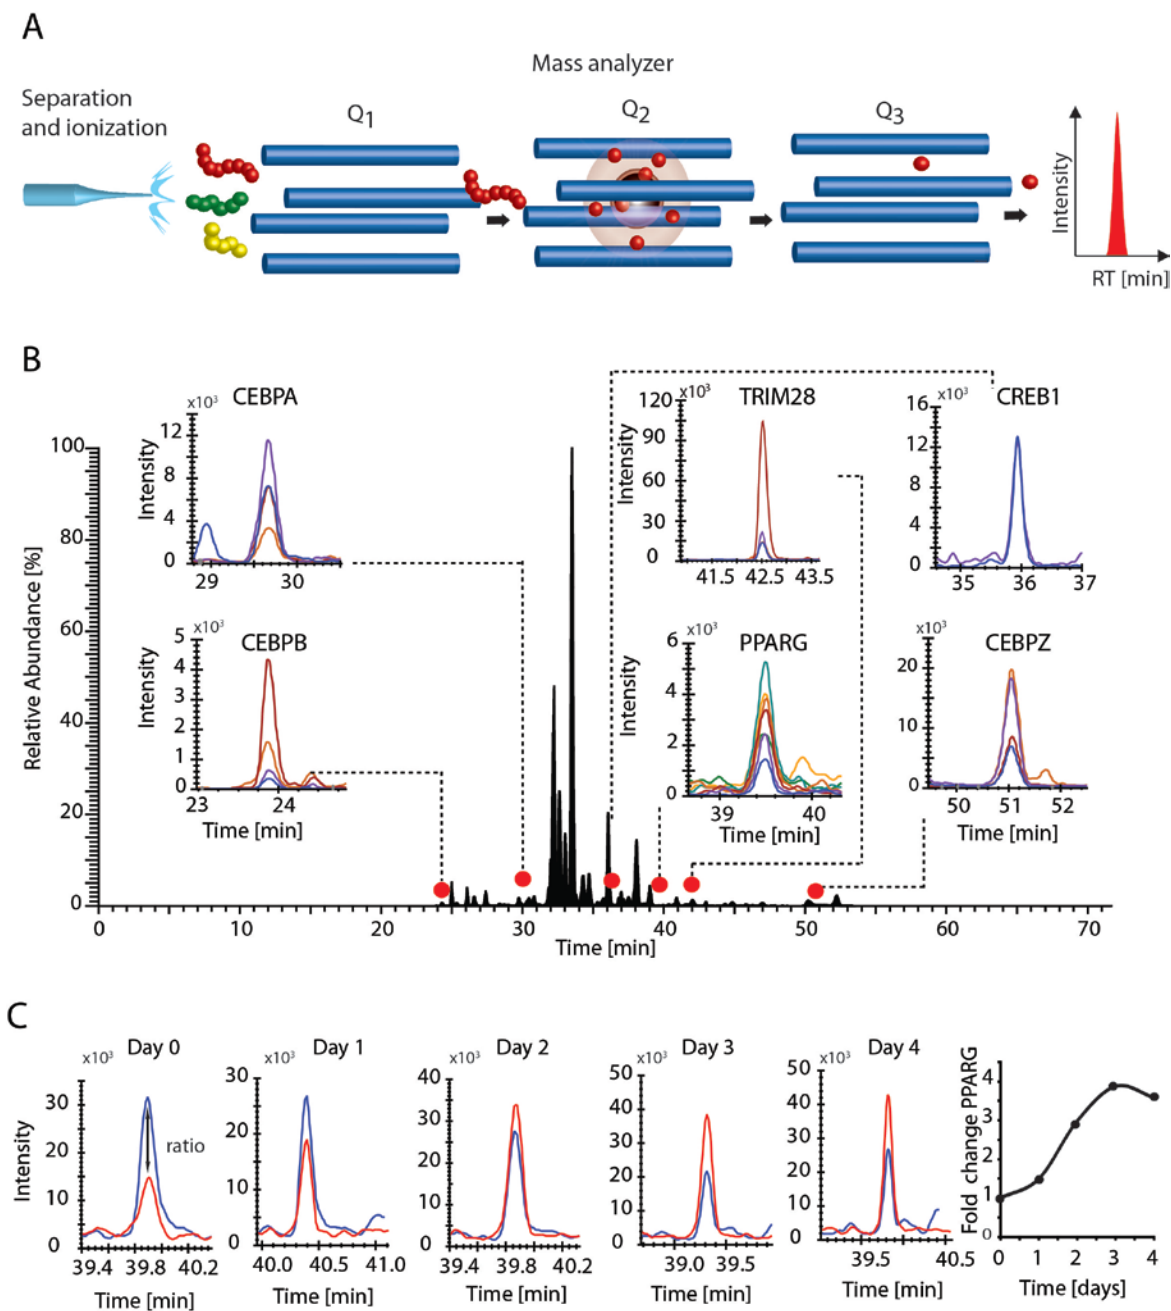 A
Mass analyzer
Separation
and ionization
Q1
Q2
Q3
Intensity
RT [min]
B
CEBPA
x10³
12
8
4
0
Intensity
29
30
TRIM28
120
90
60
30
0
x10³
Intensity
41.5
42.5
43.5
CREB1
x10³
16
12
8
4
0
Intensity
35
36
37
CEBPB
x10³
5
4
3
2
1
0
Intensity
23
24
Time [min]
PPARG
x10³
6
4
2
0
Intensity
39
40
Time [min]
CEBPZ
x10³
20
10
0
Intensity
50
51
52
Time [min]
Relative Abundance [%]
100
80
60
40
20
0
0
10
20
30
40
50
60
70
Time [min]
C
Day 0
x10³
30
20
10
0
Intensity
ratio
39.4
39.8
40.2
Time [min]
Day 1
x10³
30
20
10
0
40.0
40.5
41.0
Time [min]
Day 2
x10³
40
30
20
10
0
39.4
39.8
40.2
Time [min]
Day 3
x10³
50
40
30
20
10
0
39.0
39.5
Time [min]
Day 4
x10³
50
40
30
20
10
0
39.8
40.5
Time [min]
Fold change PPARG
4
3
2
1
0
0
1
2
3
4
Time [days]